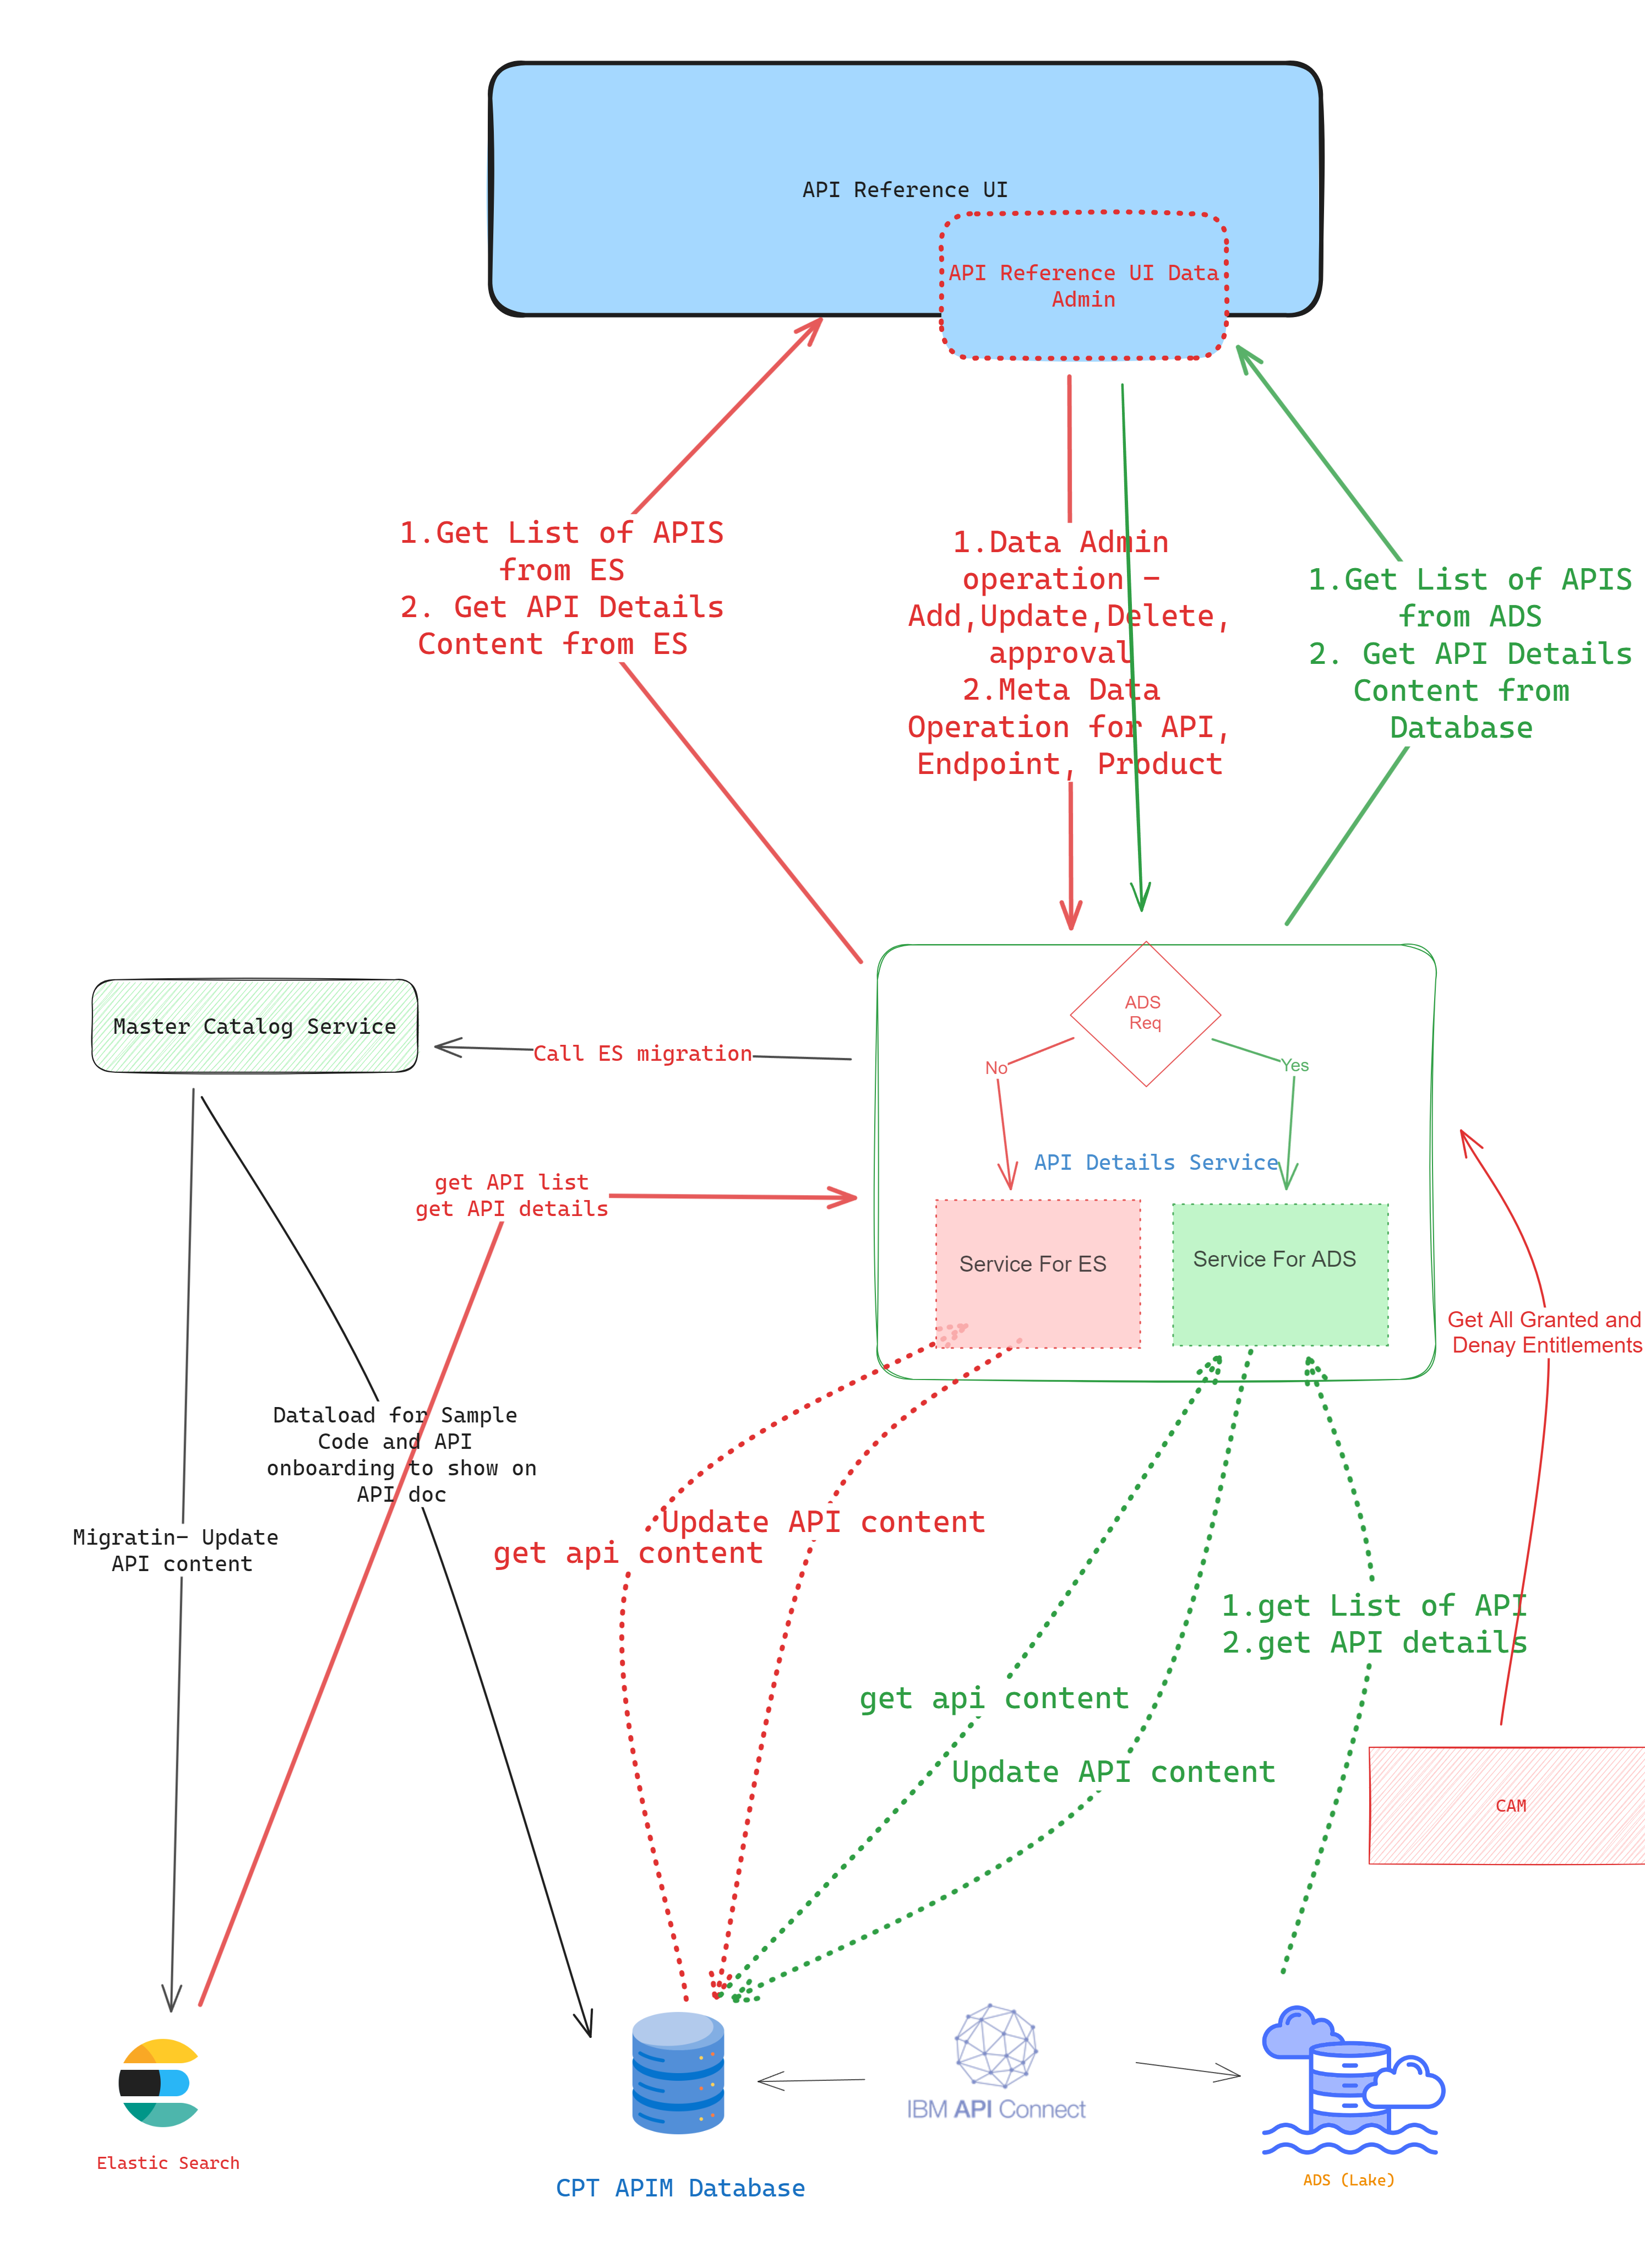 API Reference UI
API Reference UI Data
Admin
1.Get List of APIS
from ES
2. Get API Details
Content from ES
1.Data Admin
operation -
Add,Update,Delete,
approval
2.Meta Data
Operation for API,
Endpoint, Product
1.Get List of APIS
from ADS
2. Get API Details
Content from
Database
Master Catalog Service
Call ES migration
ADS
Req
No
Yes
API Details Service
get API list
get API details
Service For ES
Service For ADS
Get All Granted and
Denay Entitlements
Dataload for Sample
Code and API
onboarding to show on
API doc
Migratin- Update
API content
Update API content
get api content
1.get List of API
2.get API details
get api content
Update API content
CAM
IBM API Connect
Elastic Search
CPT APIM Database
ADS (Lake)